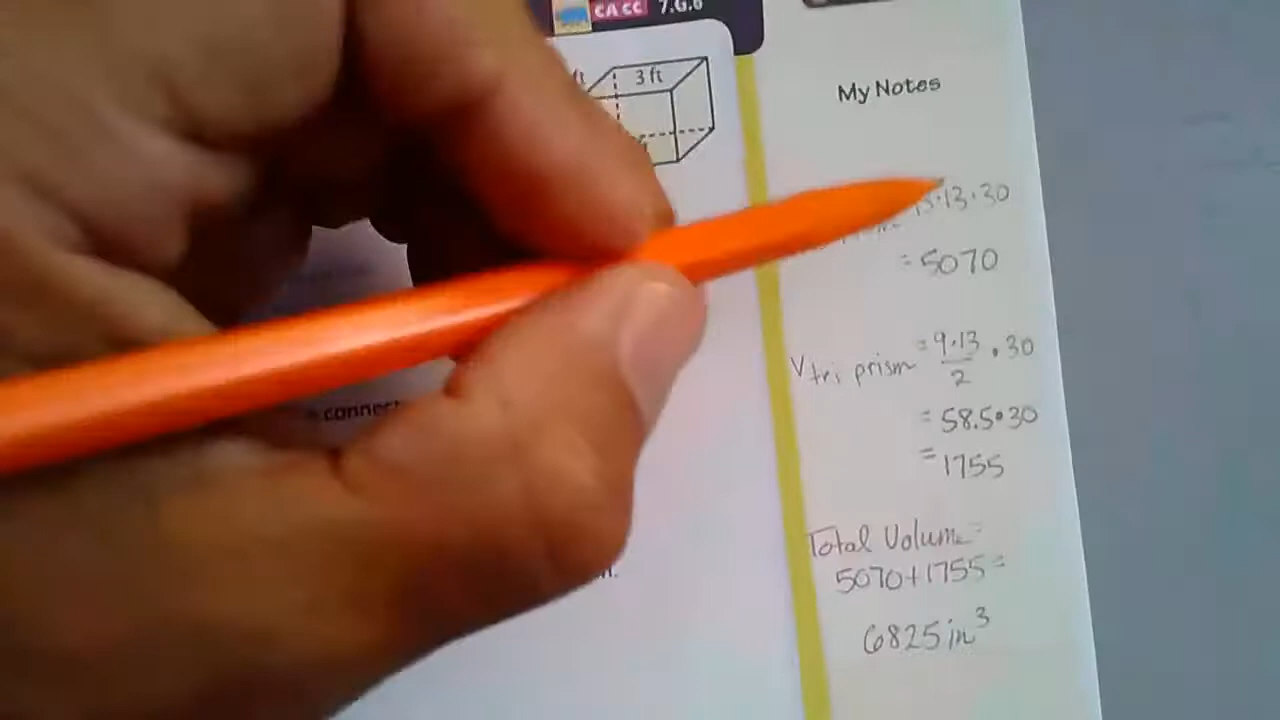 CA CC 7.G.6
ft 3 ft
My Notes
13·13·30
= 5070
V tri prism = 9·13/2 · 30
= 58.5•30
= 1755
connect
Total Volume =
5070+1755=
6825 in³